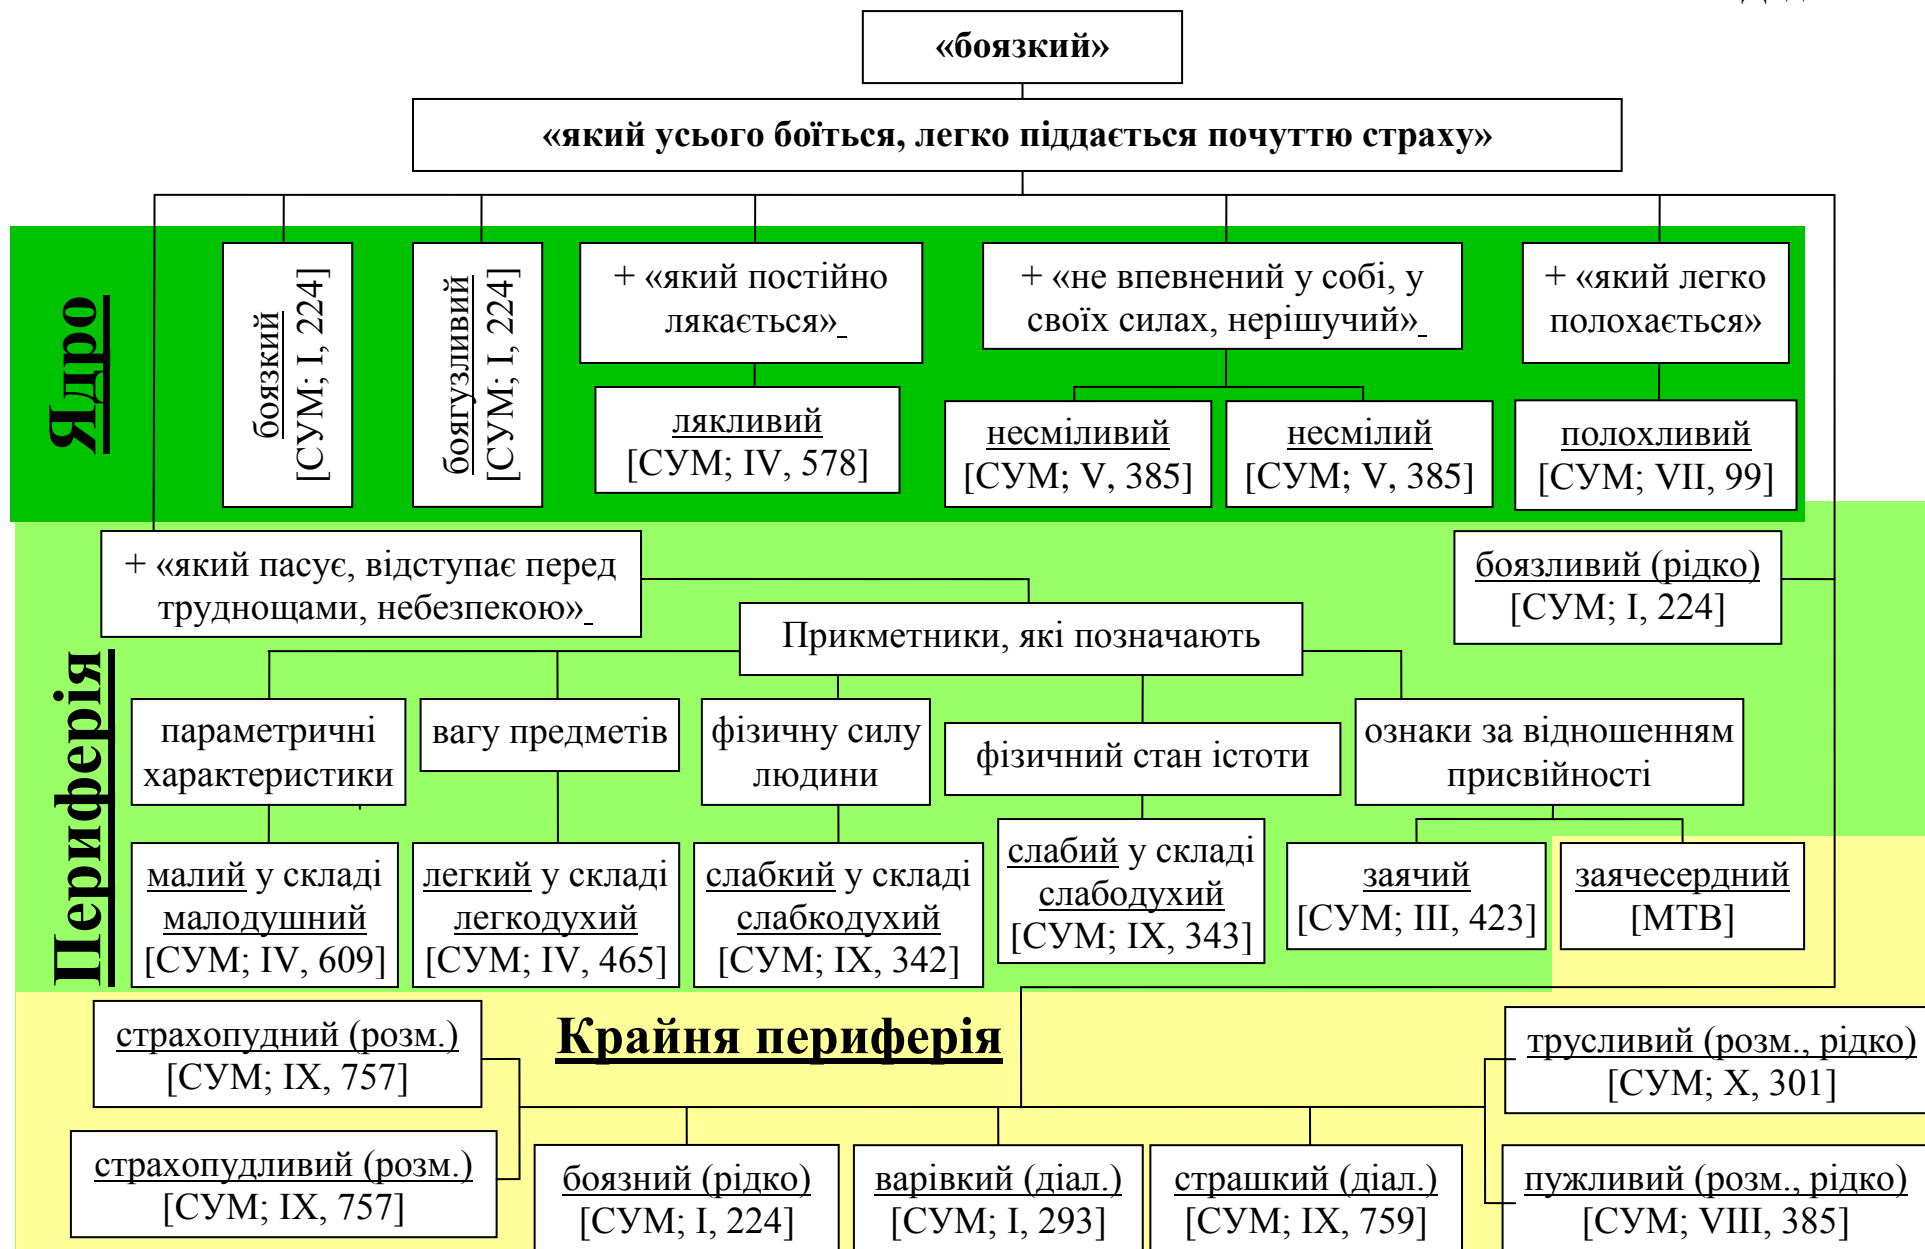 «боязкий»
«який усього боїться, легко піддається почуттю страху»
Ядро
боязкий
[СУМ; I, 224]
боягузливий
[СУМ; I, 224]
+ «який постійно
лякається»
лякливий
[СУМ; IV, 578]
+ «не впевнений у собі, у
своїх силах, нерішучий»
несміливий
[СУМ; V, 385]
несмілий
[СУМ; V, 385]
+ «який легко
полохається»
полохливий
[СУМ; VII, 99]
Периферія
+ «який пасує, відступає перед
труднощами, небезпекою»
боязливий (рідко)
[СУМ; I, 224]
Прикметники, які позначають
параметричні
характеристики
вагу предметів
фізичну силу
людини
фізичний стан істоти
ознаки за відношенням
присвійності
малий у складі
малодушний
[СУМ; IV, 609]
легкий у складі
легкодухий
[СУМ; IV, 465]
слабкий у складі
слабкодухий
[СУМ; IX, 342]
слабий у складі
слабодухий
[СУМ; IX, 343]
заячий
[СУМ; III, 423]
заячесердний
[МТВ]
Крайня периферія
страхопудний (розм.)
[СУМ; IX, 757]
страхопудливий (розм.)
[СУМ; IX, 757]
боязний (рідко)
[СУМ; I, 224]
варівкий (діал.)
[СУМ; I, 293]
страшкий (діал.)
[СУМ; IX, 759]
трусливий (розм., рідко)
[СУМ; X, 301]
пужливий (розм., рідко)
[СУМ; VIII, 385]